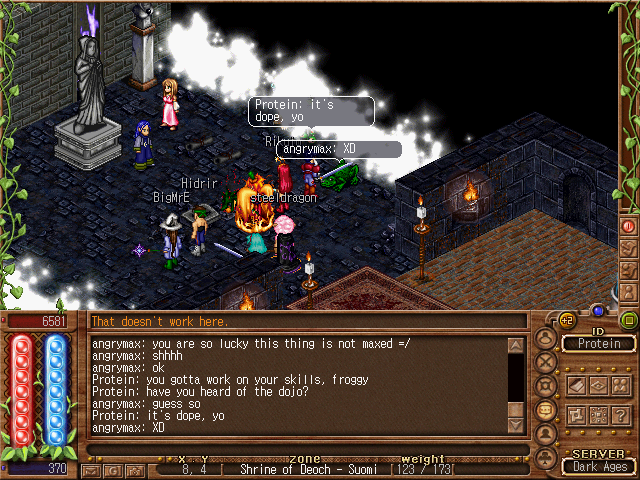 Protein: it's
dope, yo
angrymax: XD
Hidrir
BigMrE
steeldragon
6581
That doesn't work here.
+2
ID
Protein
angrymax: you are so lucky this thing is not maxed =/
angrymax: shhhh
angrymax: ok
Protein: you gotta work on your skills, froggy
Protein: have you heard of the dojo?
angrymax: guess so
Protein: it's dope, yo
angrymax: XD
370
X Y zone weight
8, 4 [ Shrine of Deoch - Suomi [123 / 173[
SERVER
Dark Ages